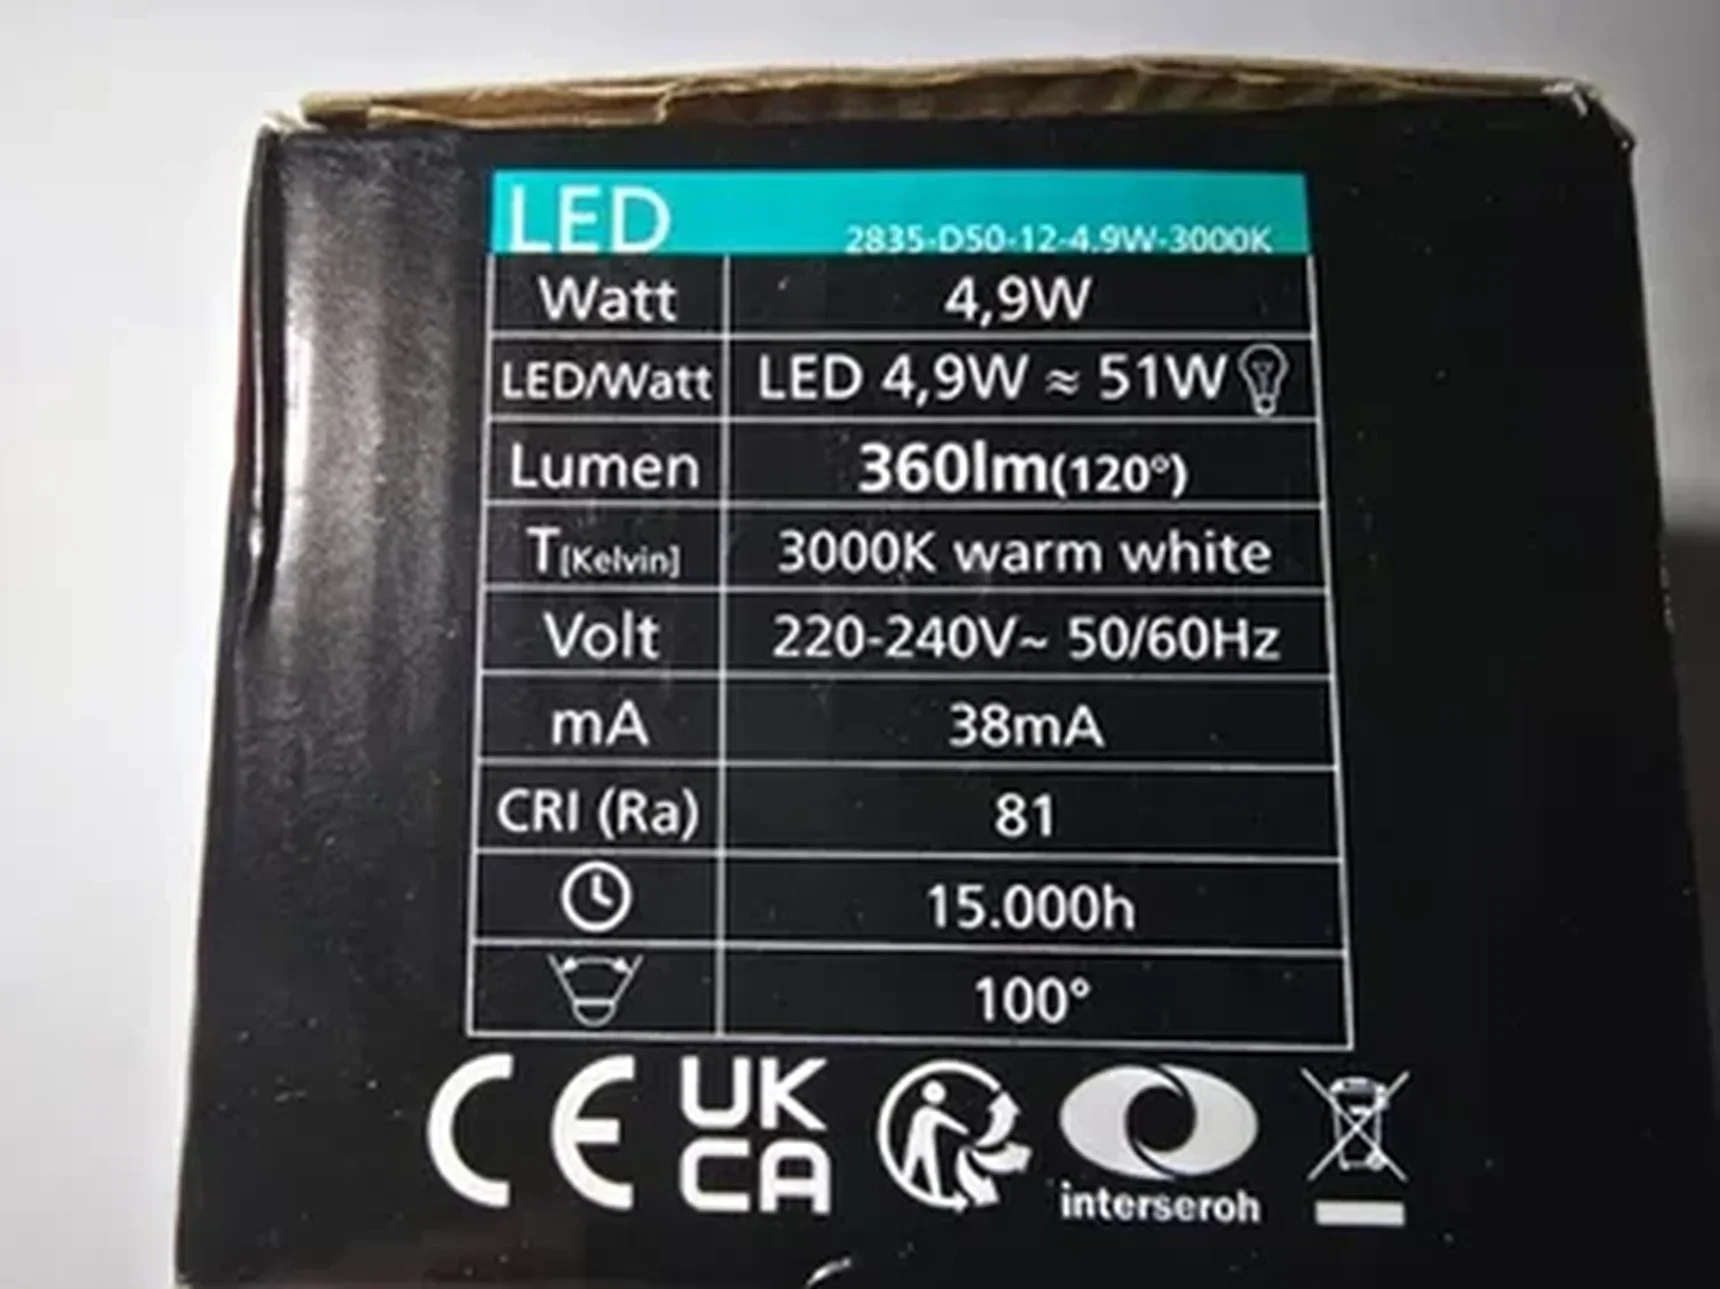 LED 2835-D50-12-4.9W-3000K
Watt 4,9W
LED/Watt LED 4,9W ≈ 51W
Lumen 360lm(120°)
T[Kelvin] 3000K warm white
Volt 220-240V~ 50/60Hz
mA 38mA
CRI (Ra) 81
15.000h
100°
CE UK CA interseroh